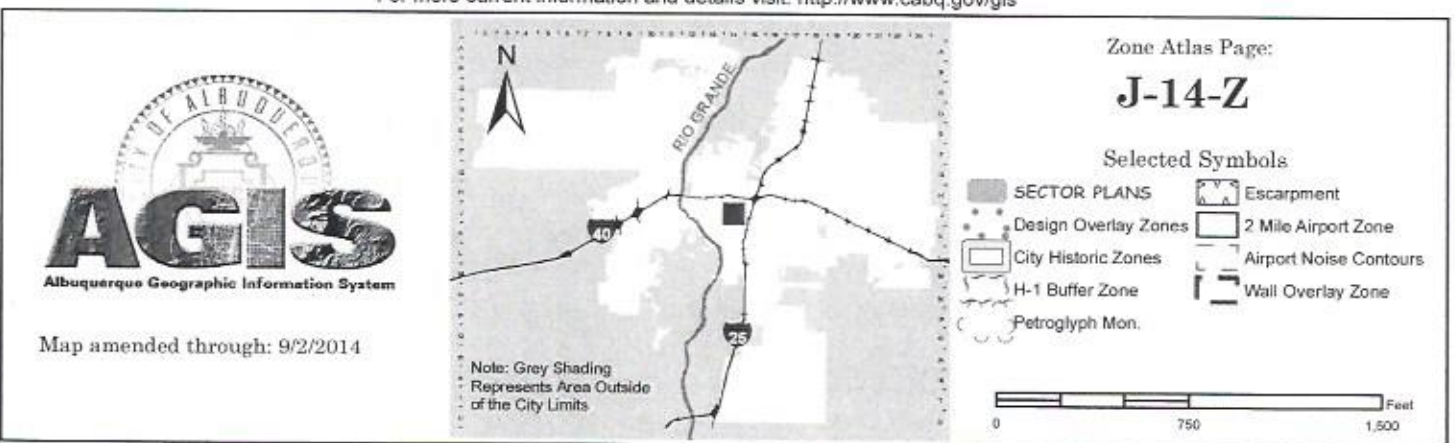 For more current information and details visit: http://www.cabq.gov/gis
CITY OF ALBUQUERQUE
AGIS
Albuquerque Geographic Information System
Map amended through: 9/2/2014
N
RIO GRANDE
40
25
Note: Grey Shading
Represents Area Outside
of the City Limits
Zone Atlas Page:
J-14-Z
Selected Symbols
SECTOR PLANS
Escarpment
Design Overlay Zones
2 Mile Airport Zone
City Historic Zones
Airport Noise Contours
H-1 Buffer Zone
Wall Overlay Zone
Petroglyph Mon.
Feet
0 750 1,500